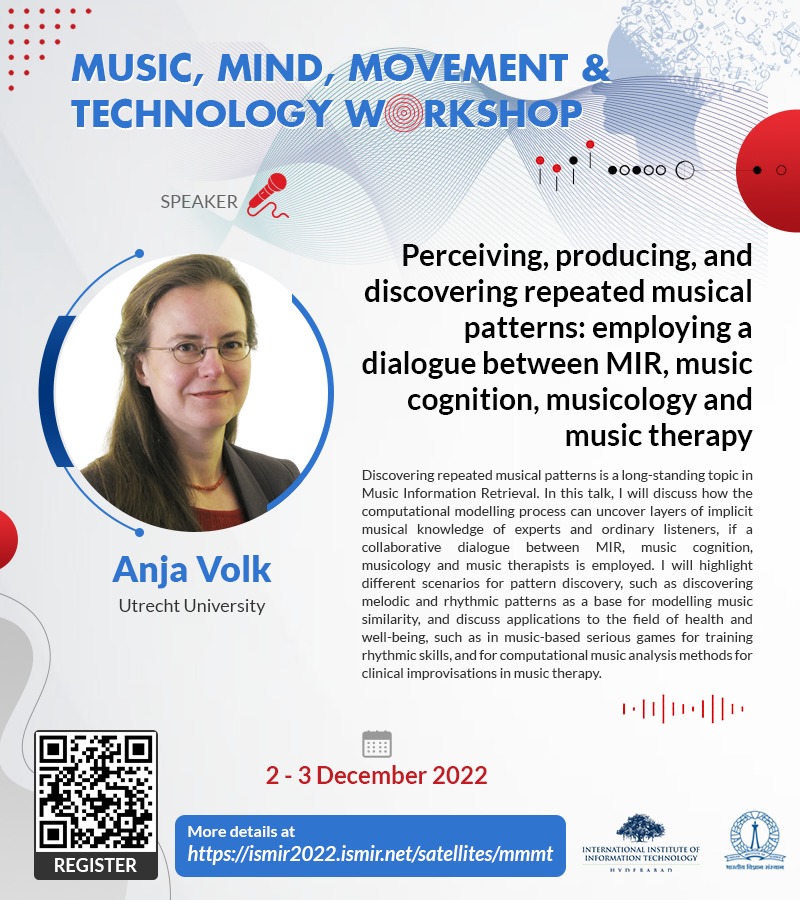 MUSIC, MIND, MOVEMENT &
TECHNOLOGY WORKSHOP
SPEAKER
Perceiving, producing, and
discovering repeated musical
patterns: employing a
dialogue between MIR, music
cognition, musicology and
music therapy
Discovering repeated musical patterns is a long-standing topic in
Music Information Retrieval. In this talk, I will discuss how the
computational modelling process can uncover layers of implicit
musical knowledge of experts and ordinary listeners, if a
collaborative dialogue between MIR, music cognition,
musicology and music therapists is employed. I will highlight
different scenarios for pattern discovery, such as discovering
melodic and rhythmic patterns as a base for modelling music
similarity, and discuss applications to the field of health and
well-being, such as in music-based serious games for training
rhythmic skills, and for computational music analysis methods for
clinical improvisations in music therapy.
Anja Volk
Utrecht University
2 - 3 December 2022
REGISTER
More details at
https://ismir2022.ismir.net/satellites/mmmt
INTERNATIONAL INSTITUTE OF
INFORMATION TECHNOLOGY
HYDERABAD
भारतीय विज्ञान संस्थान